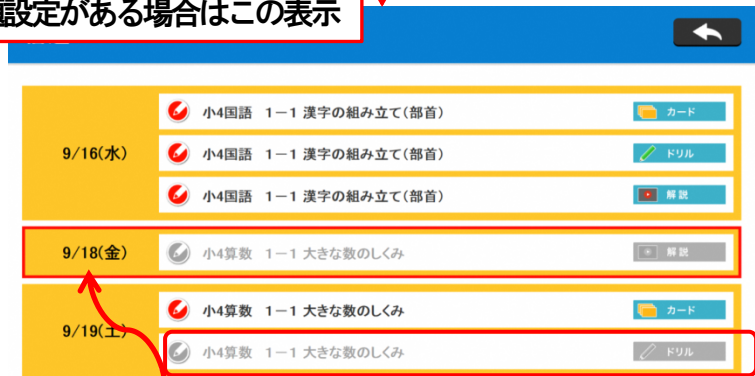 設定がある場合はこの表示
小4国語 1－1 漢字の組み立て(部首) カード
9/16(水) 小4国語 1－1 漢字の組み立て(部首) ドリル
小4国語 1－1 漢字の組み立て(部首) 解説
9/18(金) 小4算数 1－1 大きな数のしくみ 解説
小4算数 1－1 大きな数のしくみ カード
9/19(土)
小4算数 1－1 大きな数のしくみ ドリル